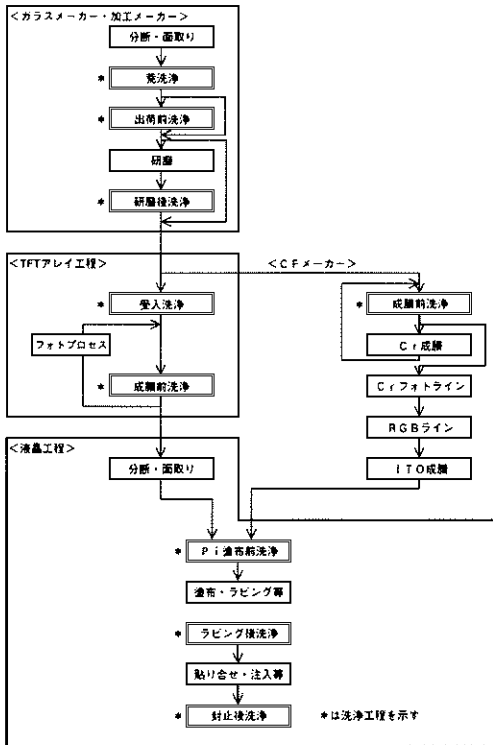 ＜ガラスメーカー・加工メーカー＞
分断・面取り
* 荒洗浄
* 出荷前洗浄
研磨
* 研磨後洗浄
＜TFTアレイ工程＞
＜CFメーカー＞
* 受入洗浄
* 成膜前洗浄
フォトプロセス
Cr成膜
* 成膜前洗浄
Crフォトライン
RGBライン
＜液晶工程＞
分断・面取り
ITO成膜
* Pi塗布前洗浄
塗布・ラビング等
* ラビング後洗浄
貼り合せ・注入等
* 封止後洗浄
*は洗浄工程を示す